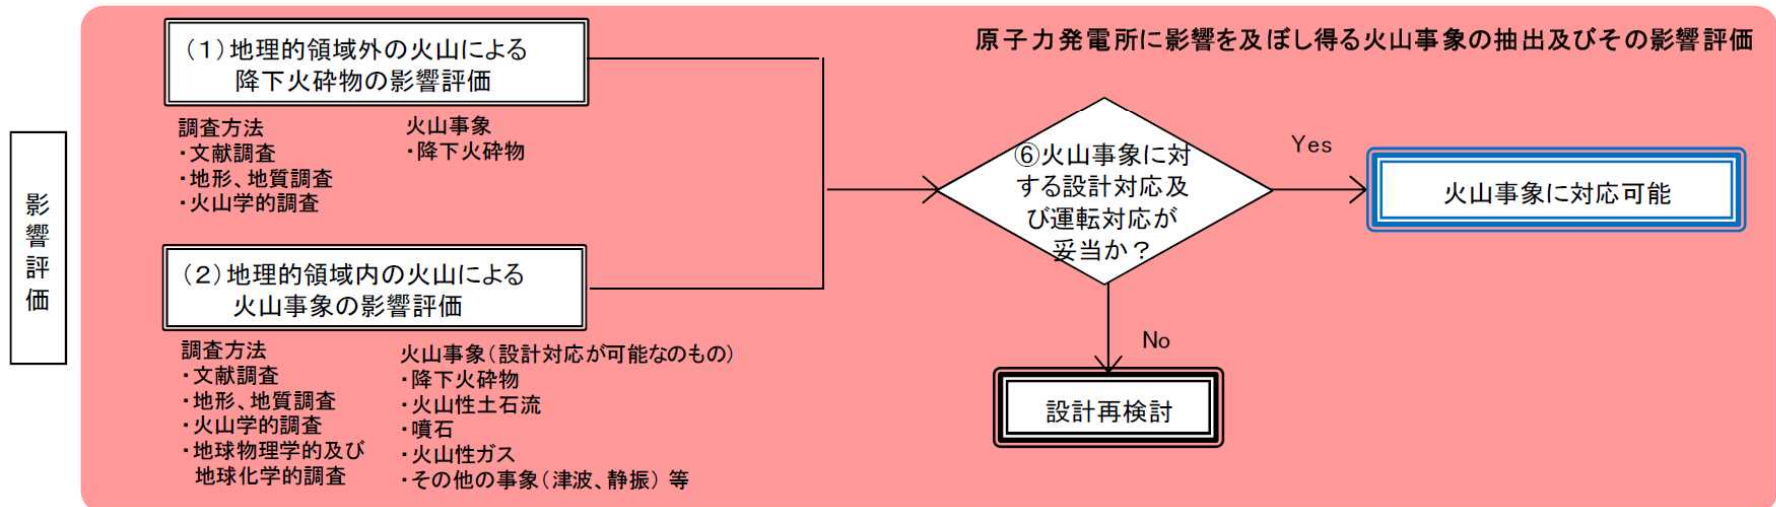 影響評価
原子力発電所に影響を及ぼし得る火山事象の抽出及びその影響評価
（１）地理的領域外の火山による
降下火砕物の影響評価
調査方法
・文献調査
・地形、地質調査
・火山学的調査
火山事象
・降下火砕物
（２）地理的領域内の火山による
火山事象の影響評価
調査方法
・文献調査
・地形、地質調査
・火山学的調査
・地球物理学的及び
地球化学的調査
火山事象（設計対応が可能なのもの）
・降下火砕物
・火山性土石流
・噴石
・火山性ガス
・その他の事象（津波、静振）等
⑥火山事象に対
する設計対応及
び運転対応が
妥当か？
Yes
火山事象に対応可能
No
設計再検討